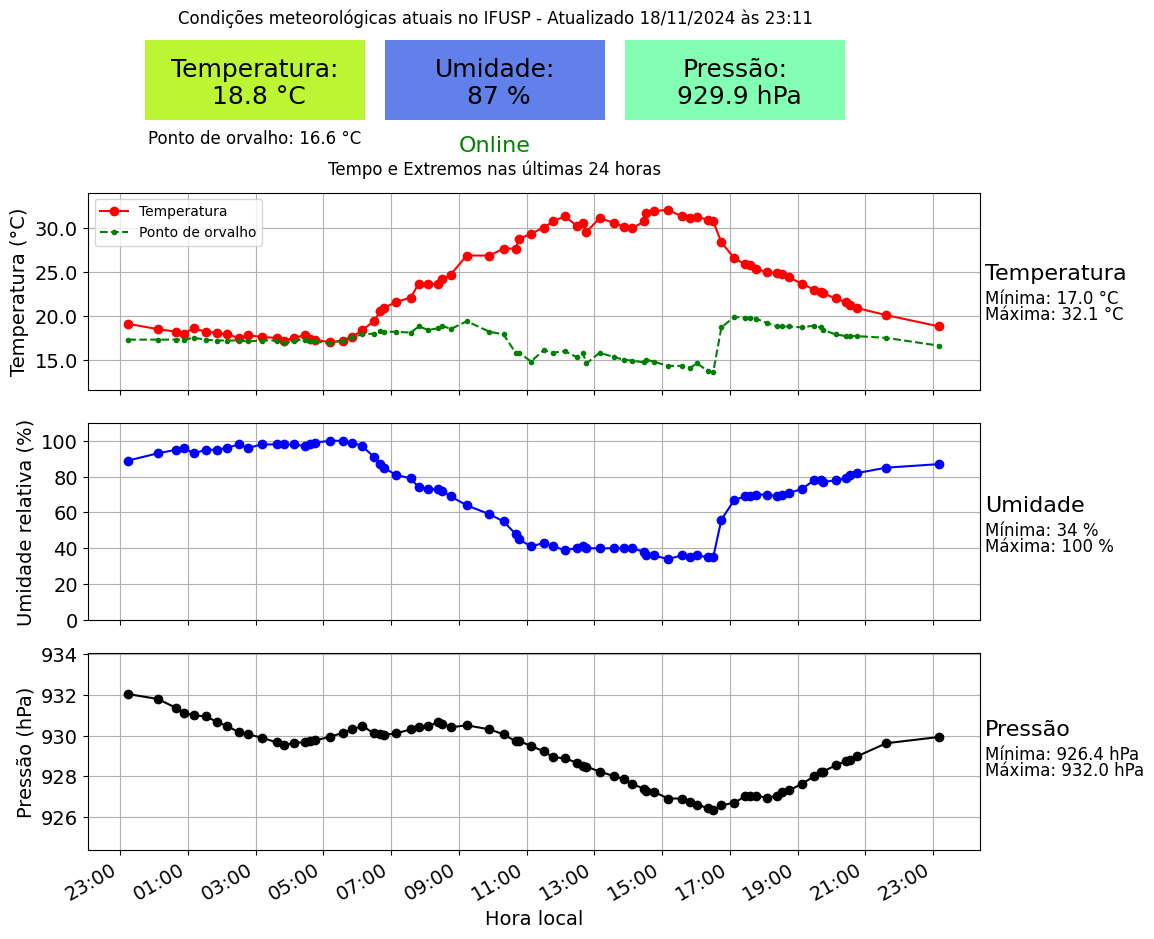 Condições meteorológicas atuais no IFUSP - Atualizado 18/11/2024 às 23:11
Temperatura:
18.8 °C
Umidade:
87 %
Pressão:
929.9 hPa
Ponto de orvalho: 16.6 °C
Online
Tempo e Extremos nas últimas 24 horas
Temperatura (°C)
30.0
25.0
20.0
15.0
Temperatura
Ponto de orvalho
Temperatura
Mínima: 17.0 °C
Máxima: 32.1 °C
Umidade relativa (%)
100
80
60
40
20
0
Umidade
Mínima: 34 %
Máxima: 100 %
Pressão (hPa)
934
932
930
928
926
Pressão
Mínima: 926.4 hPa
Máxima: 932.0 hPa
23:00
01:00
03:00
05:00
07:00
09:00
11:00
13:00
15:00
17:00
19:00
21:00
23:00
Hora local